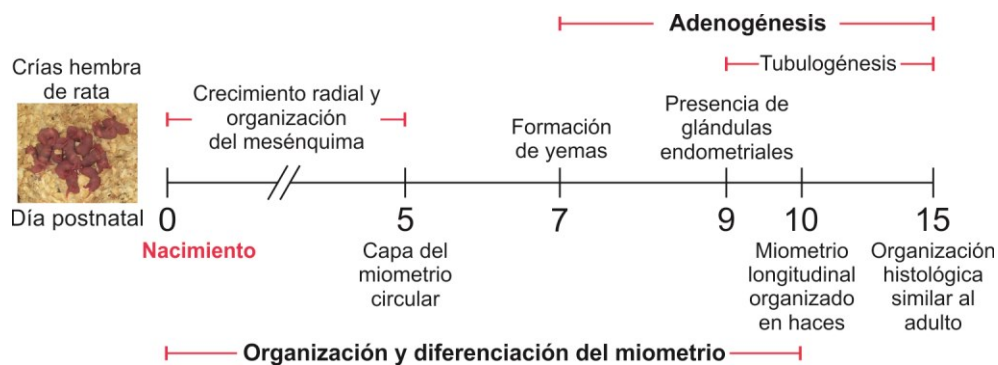 Adenogénesis
Tubulogénesis
Crías hembra
de rata
Crecimiento radial y
organización
del mesénquima
Formación
de yemas
Presencia de
glándulas
endometriales
Día postnatal
0
5
7
9
10
15
Nacimiento
Capa del
miometrio
circular
Miometrio
longitudinal
organizado
en haces
Organización
histológica
similar al
adulto
Organización y diferenciación del miometrio